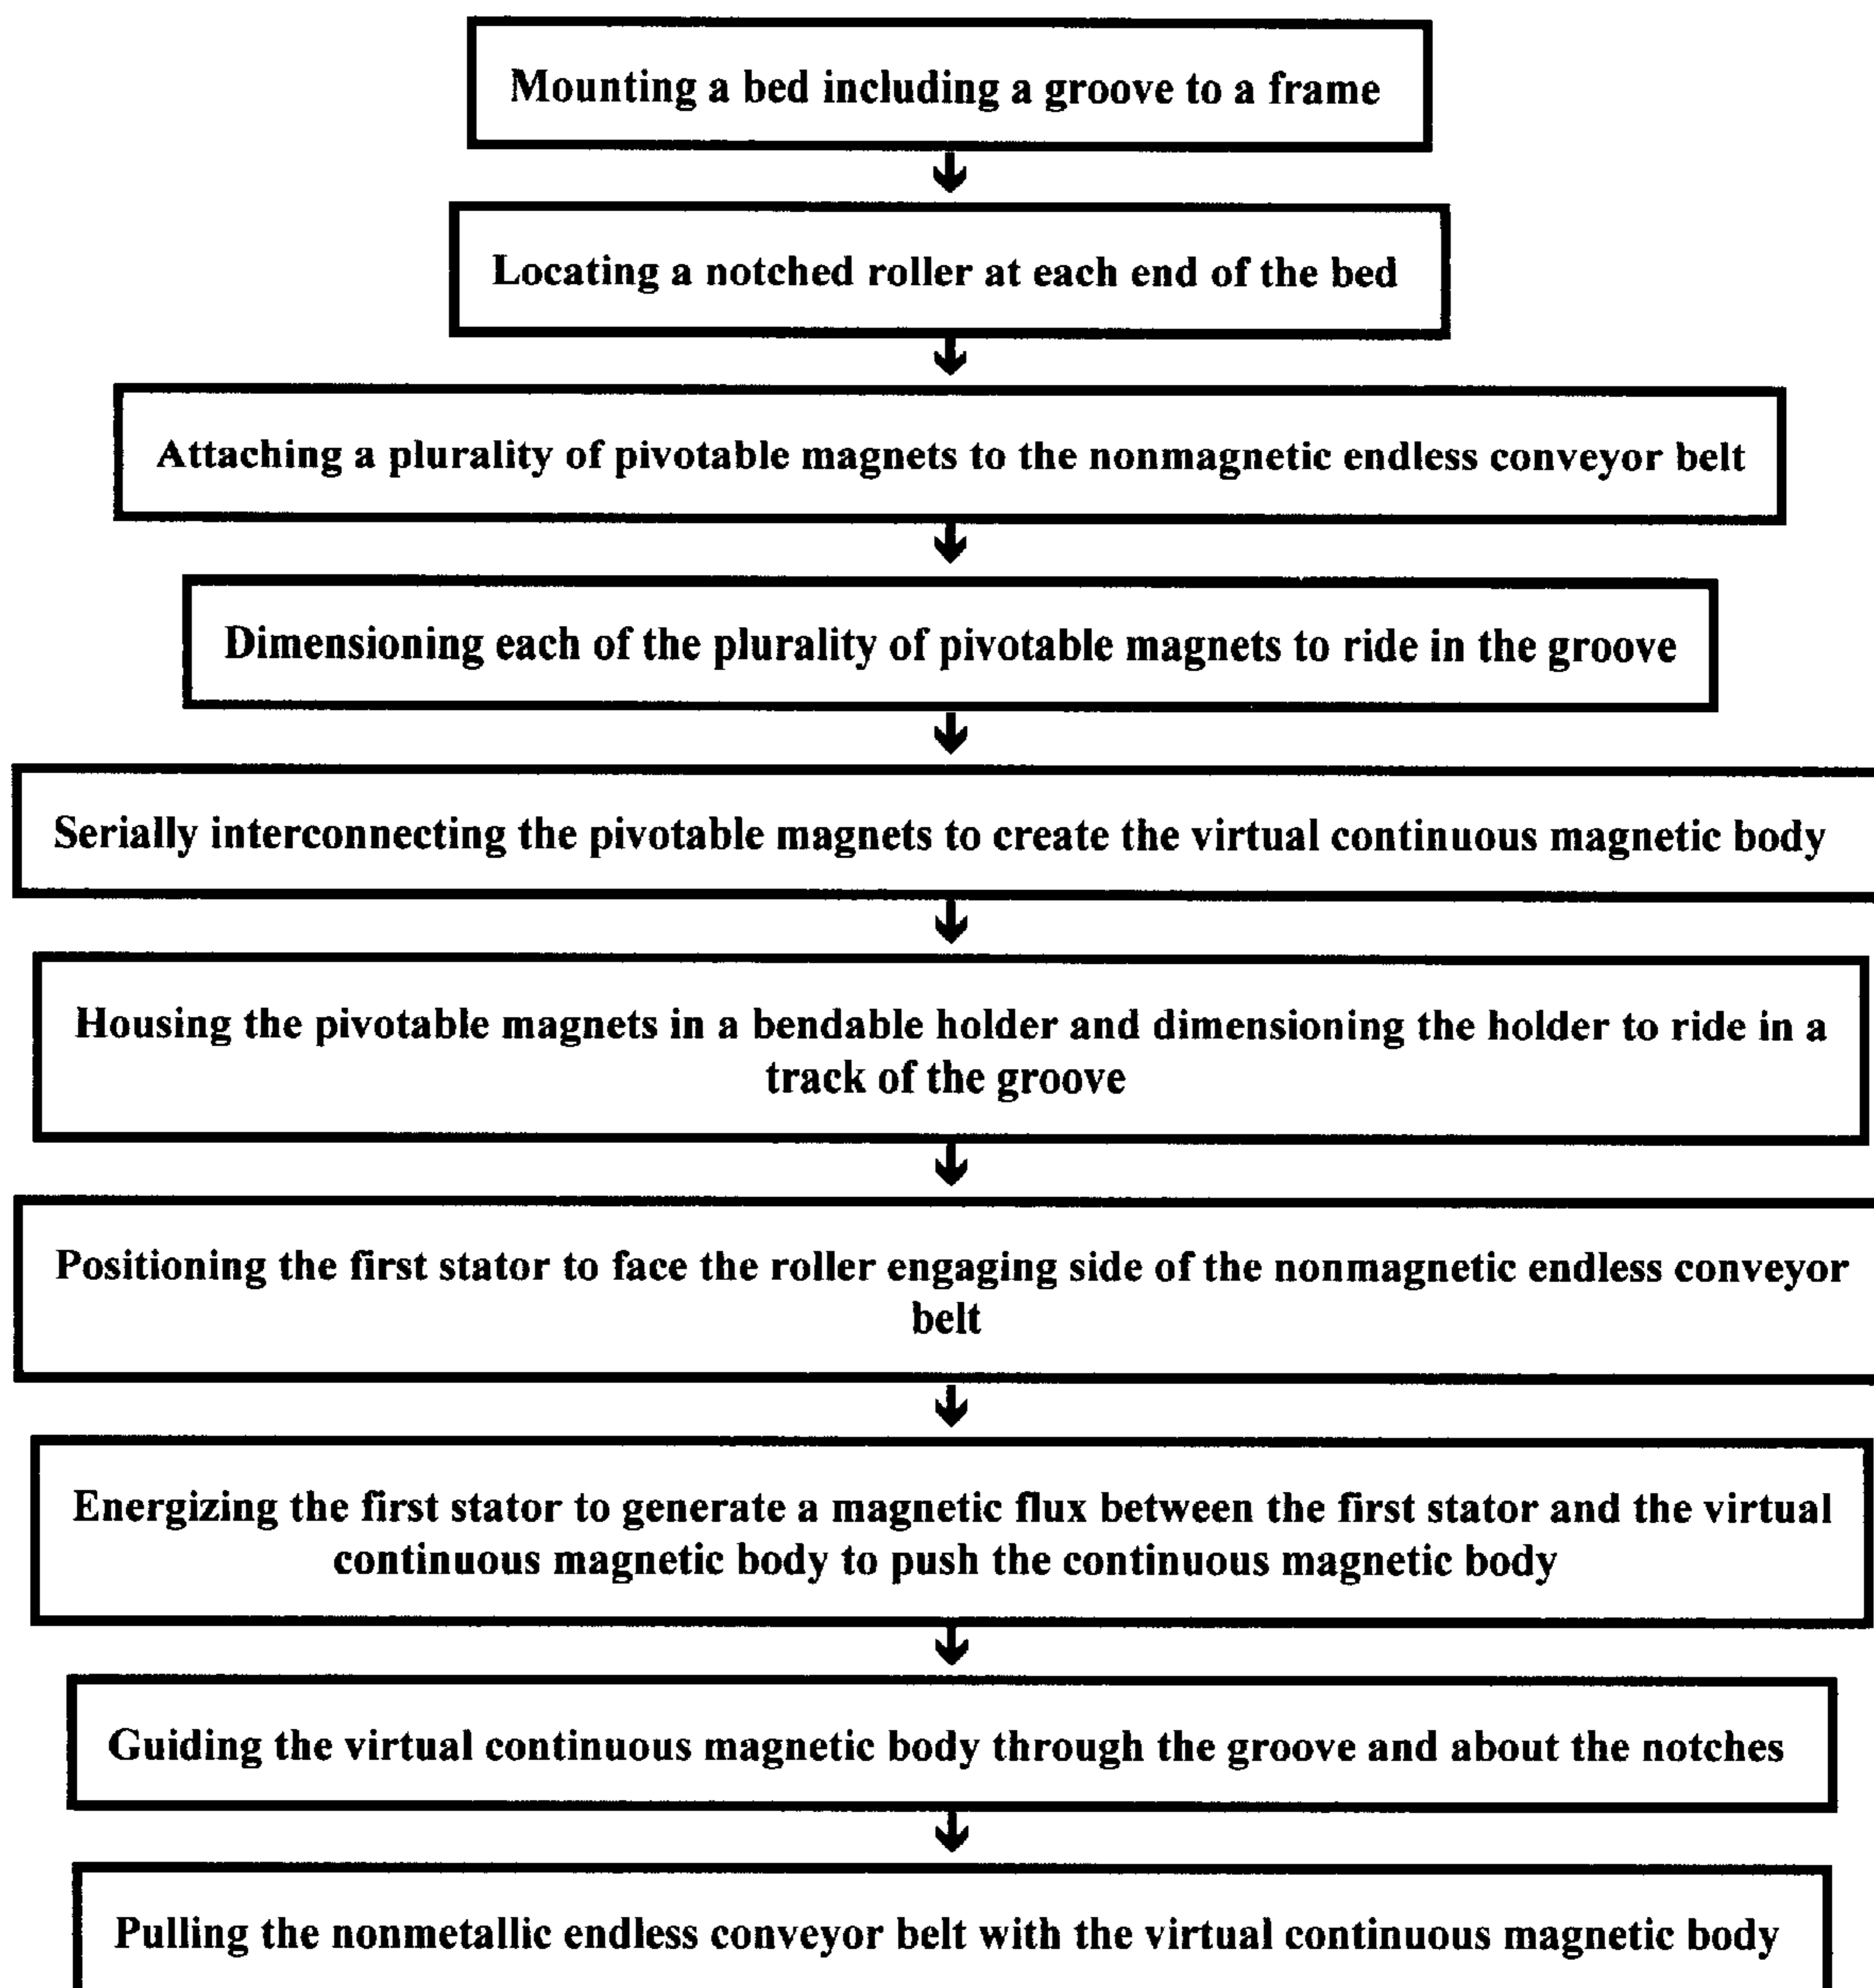 Mounting a bed including a groove to a frame
Locating a notched roller at each end of the bed
Attaching a plurality of pivotable magnets to the nonmagnetic endless conveyor belt
Dimensioning each of the plurality of pivotable magnets to ride in the groove
Serially interconnecting the pivotable magnets to create the virtual continuous magnetic body
Housing the pivotable magnets in a bendable holder and dimensioning the holder to ride in a
track of the groove
Positioning the first stator to face the roller engaging side of the nonmagnetic endless conveyor
belt
Energizing the first stator to generate a magnetic flux between the first stator and the virtual
continuous magnetic body to push the continuous magnetic body
Guiding the virtual continuous magnetic body through the groove and about the notches
Pulling the nonmetallic endless conveyor belt with the virtual continuous magnetic body